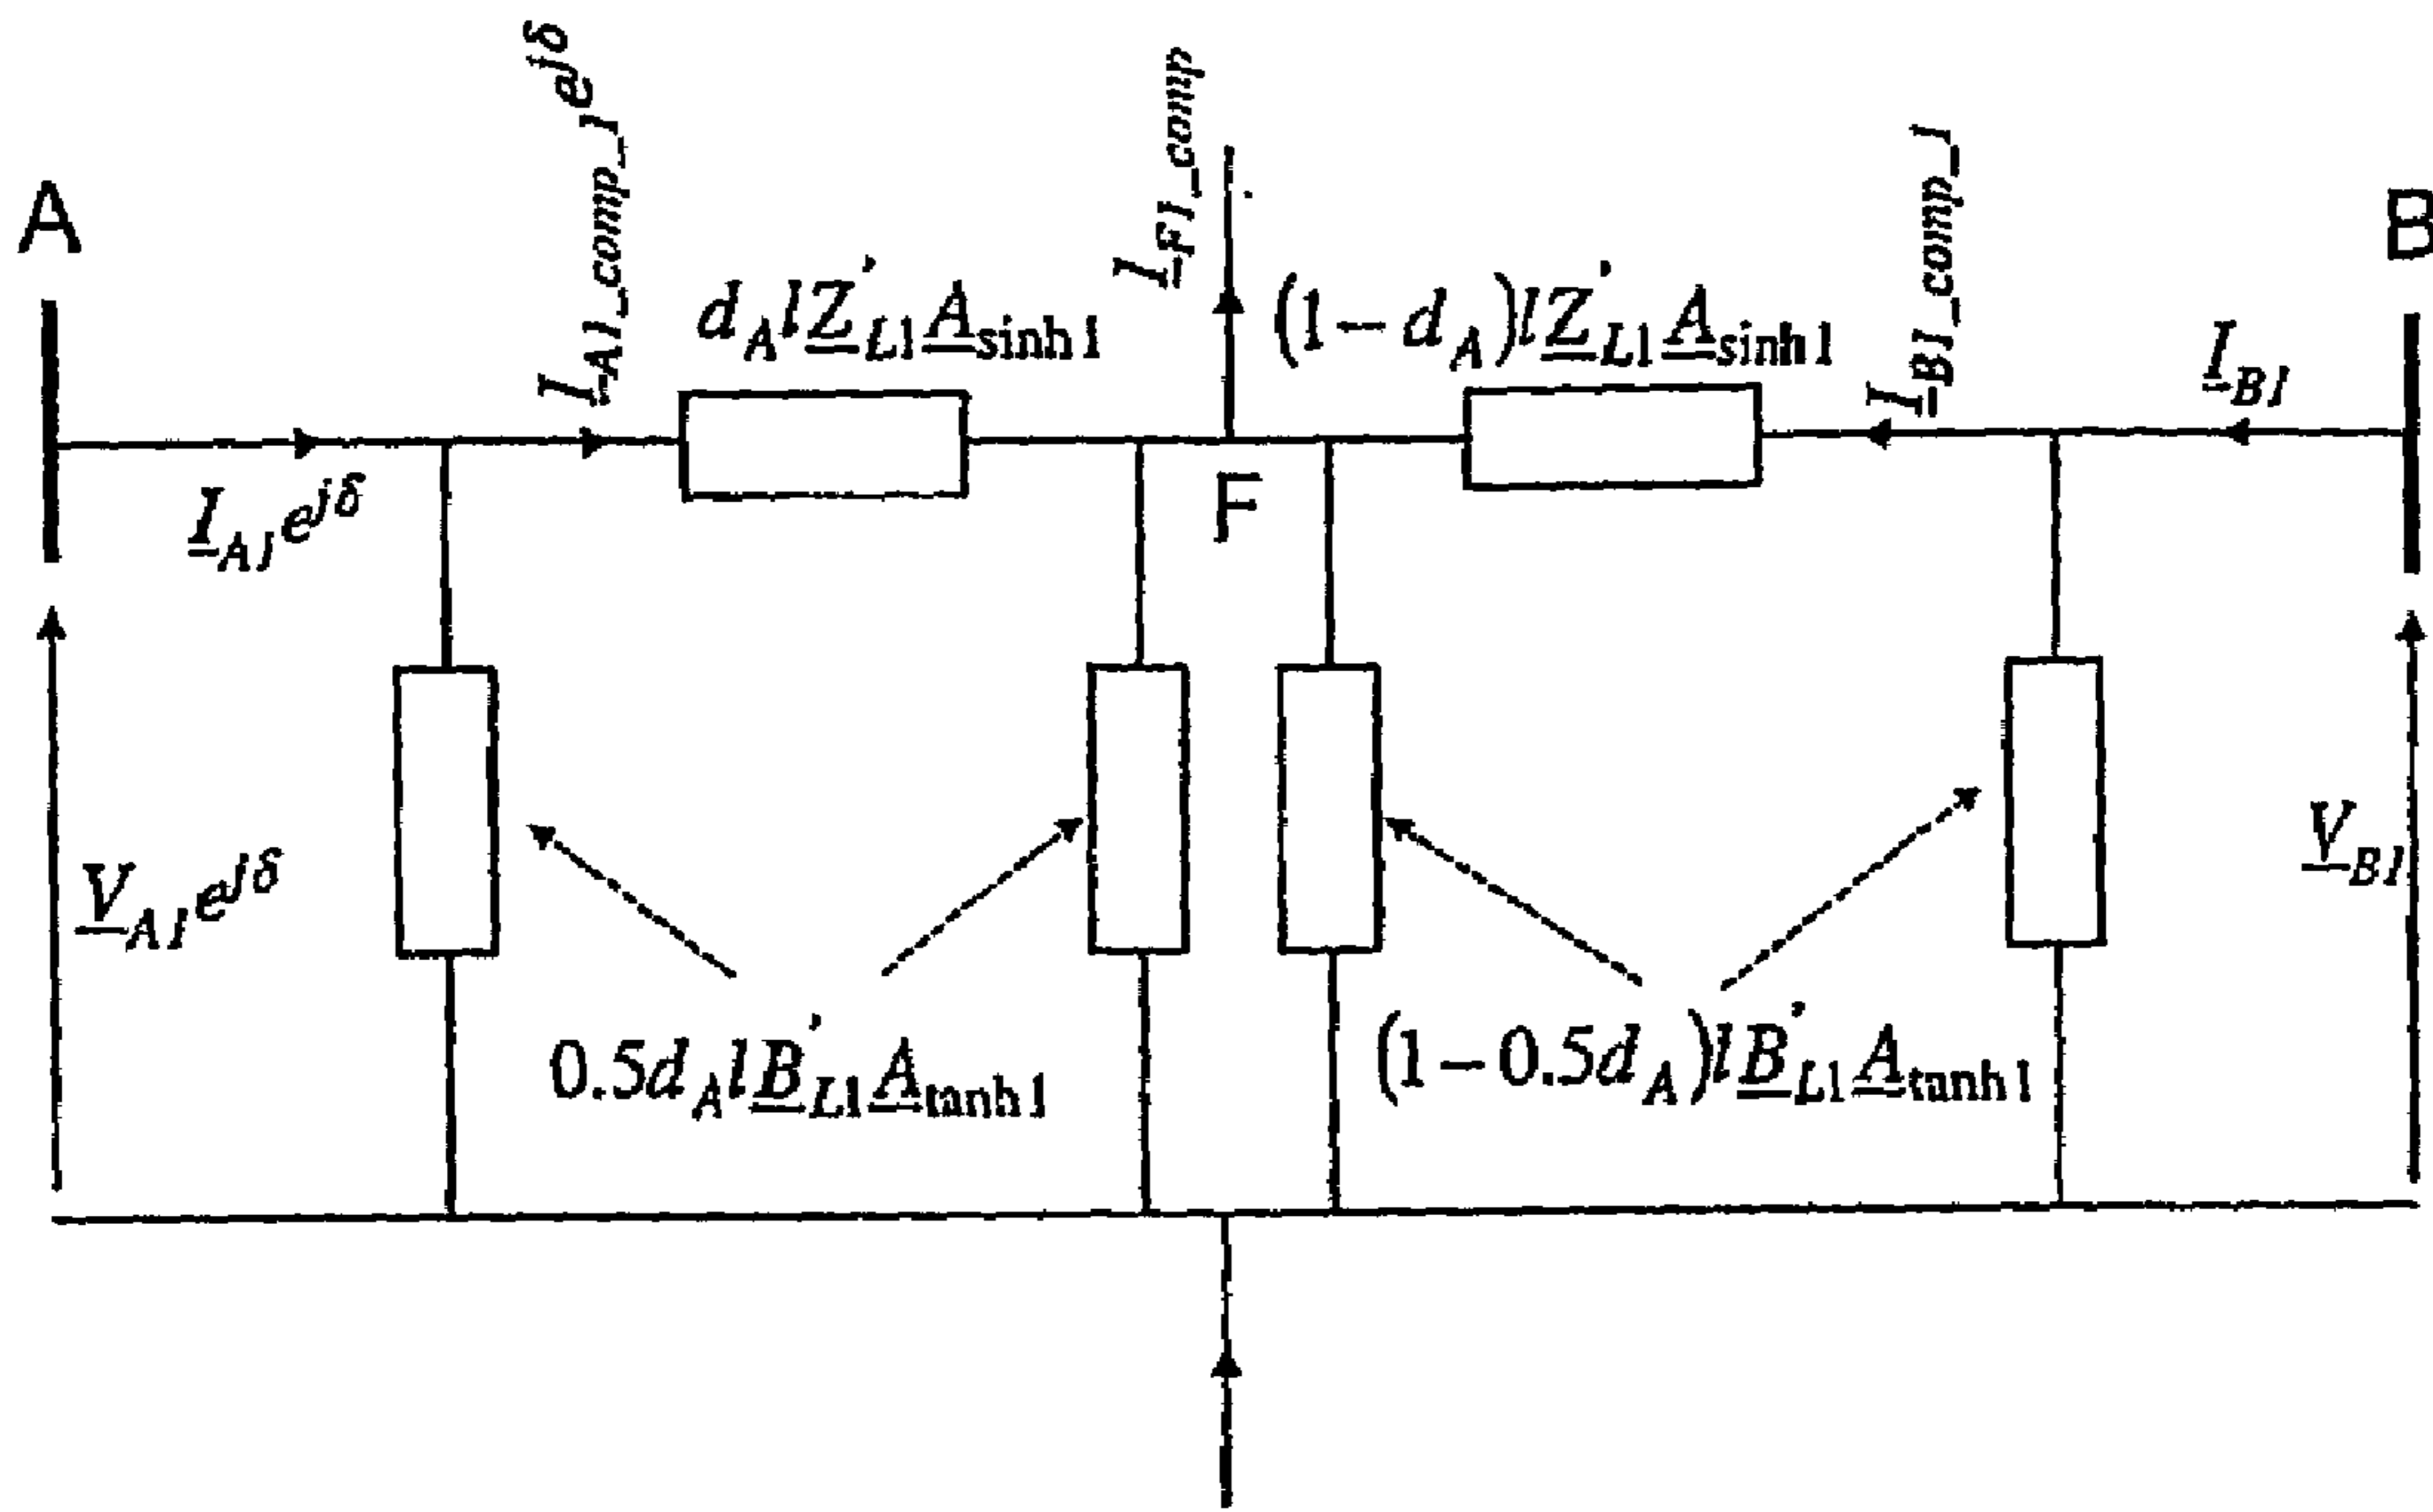 A
I_A1_comp_1 e^jδ
I_F1_comp
I_B1_comp_1
B
d_A l Z'_L1 A_sinh1
(1-d_A)l Z'_L1 A_sinh1
I_B1
I_A1 e^jδ
F
V_A1 e^jδ
V_B1
0.5d_A l B'_L1 A_tanh1
(1-0.5d_A)l B'_L1 A_tanh1